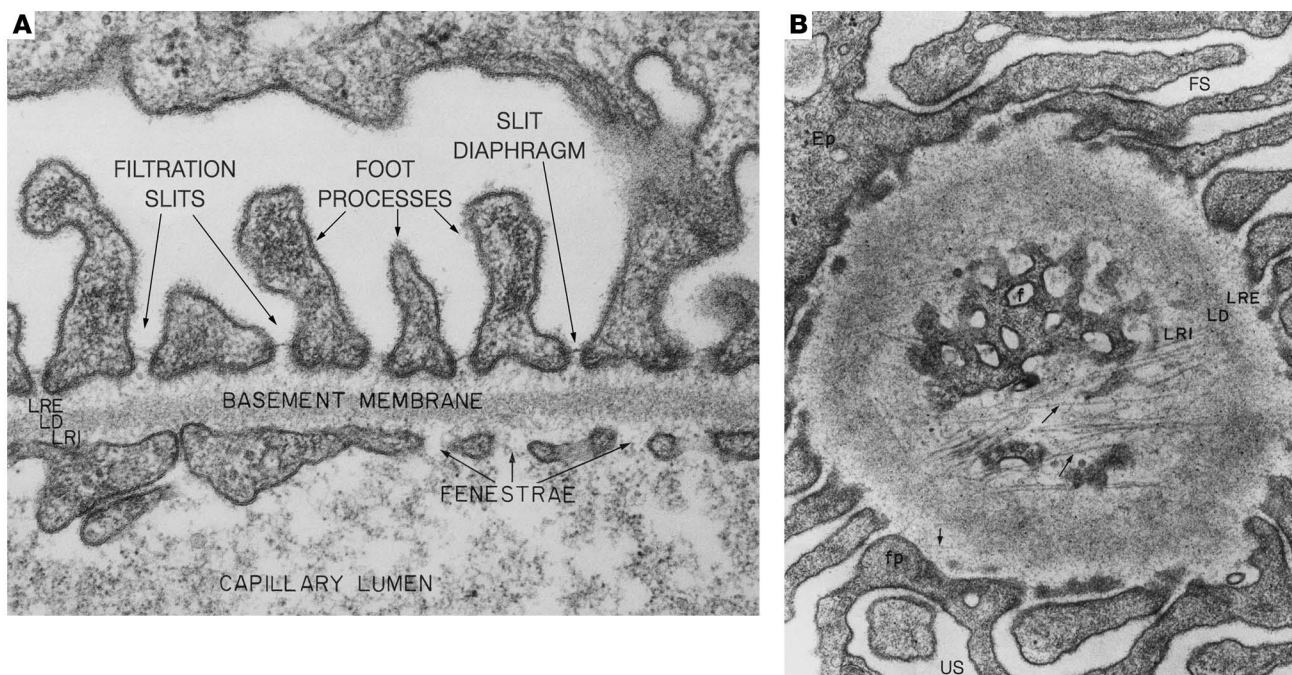 A
FILTRATION
SLITS
FOOT
PROCESSES
SLIT
DIAPHRAGM
LRE
LD
LRI
BASEMENT MEMBRANE
FENESTRAE
CAPILLARY LUMEN
B
FS
Ep
f
LRE
LD
LRI
fp
US